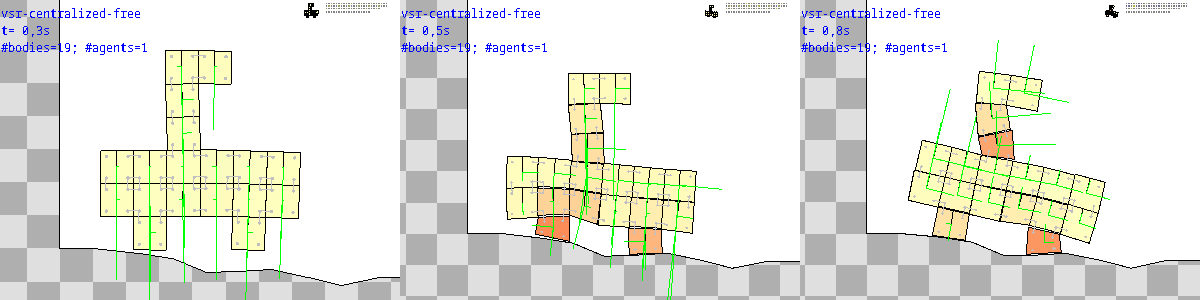 vsr-centralized-free
t= 0,3s
#bodies=19; #agents=1
vsr-centralized-free
t= 0,5s
#bodies=19; #agents=1
vsr-centralized-free
t= 0,8s
#bodies=19; #agents=1